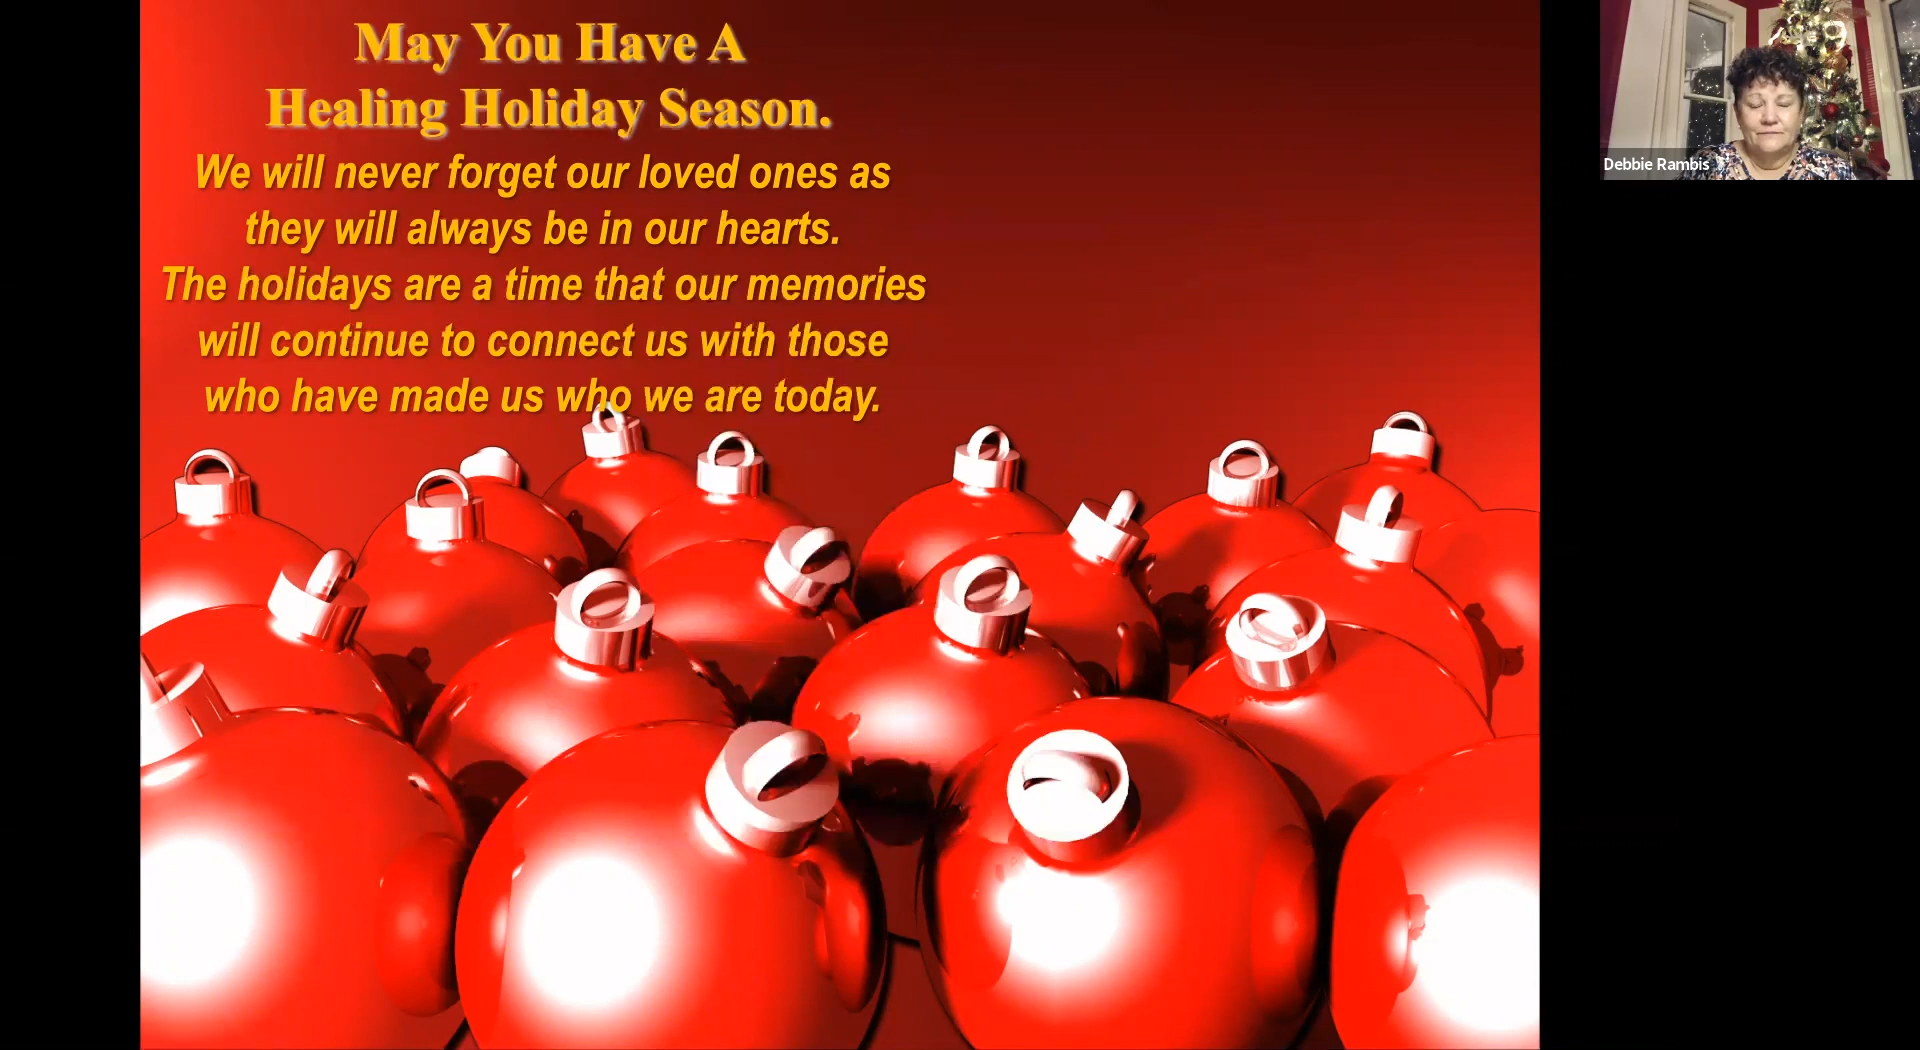 May You Have A
Healing Holiday Season.
We will never forget our loved ones as
they will always be in our hearts.
The holidays are a time that our memories
will continue to connect us with those
who have made us who we are today.
Debbie Rambis